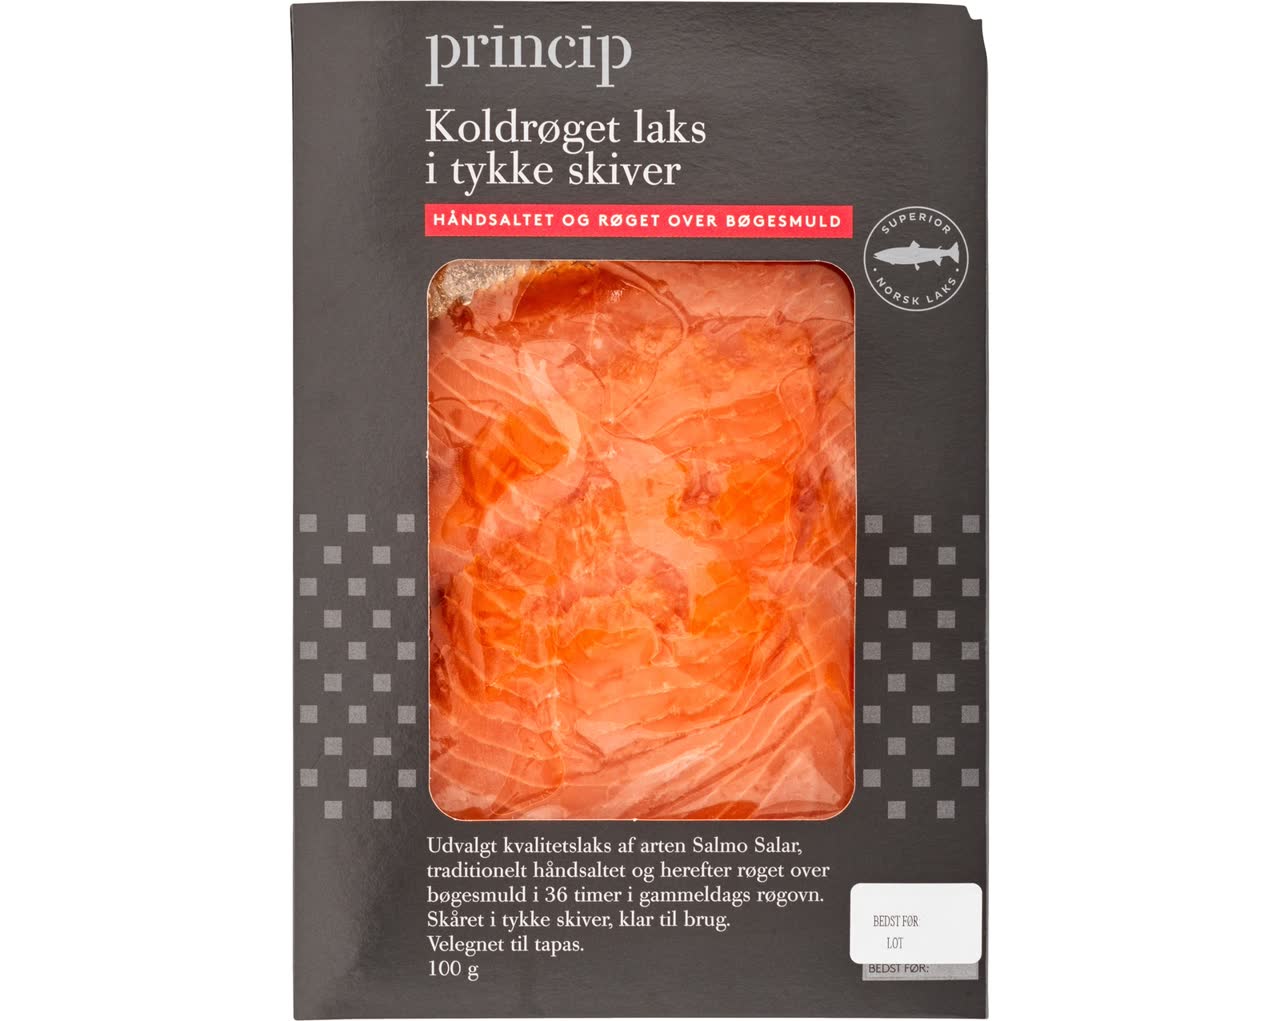 princip
Koldrøget laks
i tykke skiver
HÅNDSALTET OG RØGET OVER BØGESMULD
SUPERIOR
· NORSK LAKS ·
Udvalgt kvalitetslaks af arten Salmo Salar,
traditionelt håndsaltet og herefter røget over
bøgesmuld i 36 timer i gammeldags røgovn.
Skåret i tykke skiver, klar til brug.
Velegnet til tapas.
100 g
BEDST FØR
LOT
BEDST FØR: